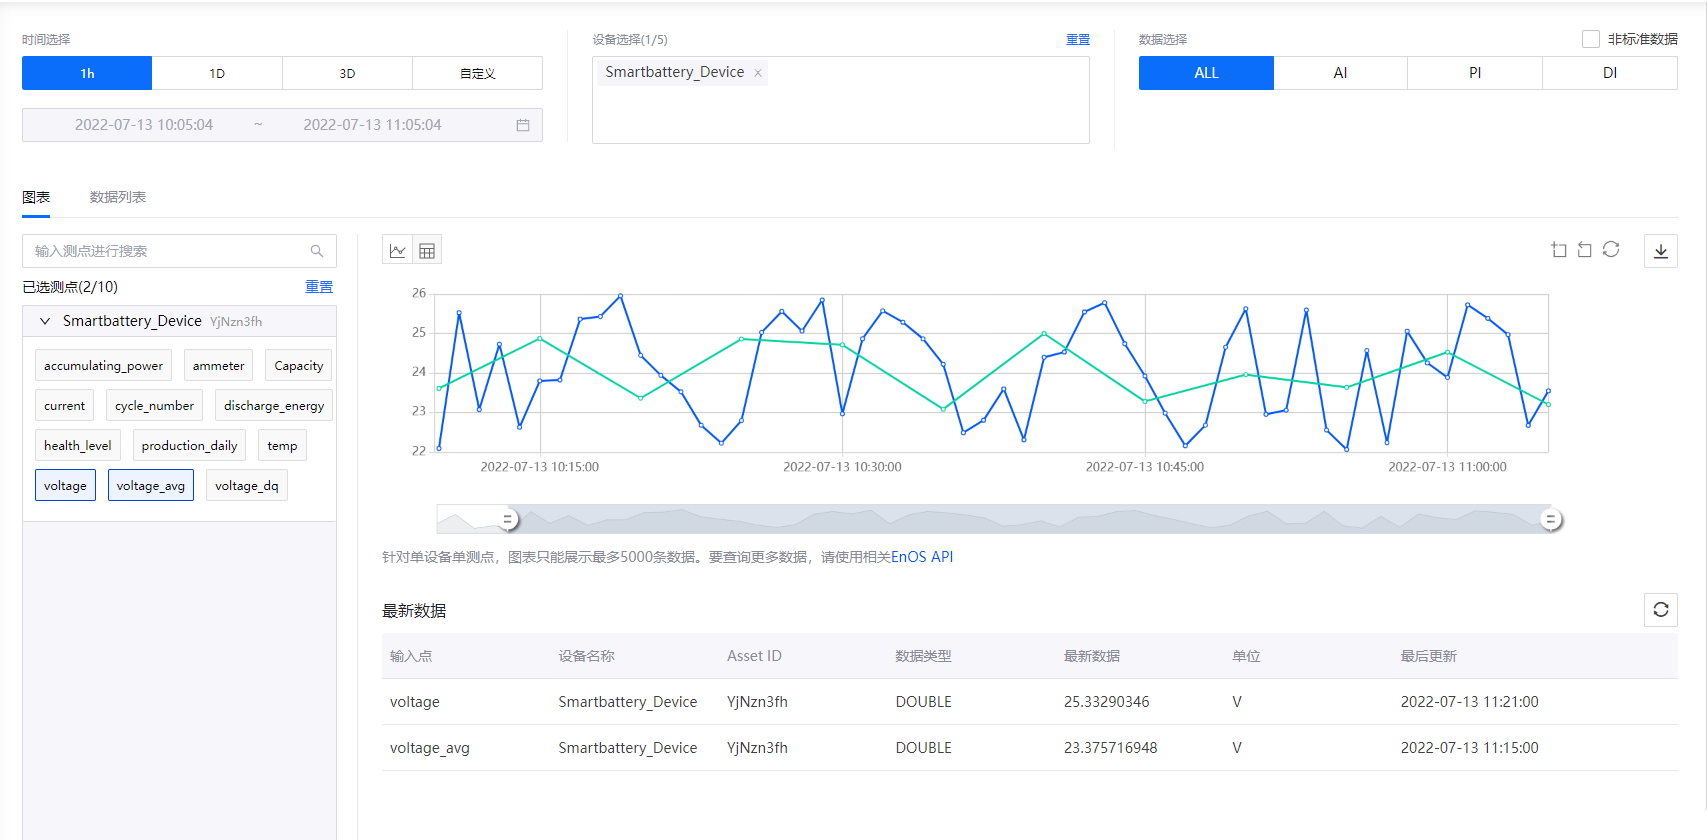 时间选择
设备选择(1/5)
重置
数据选择
非标准数据
1h
1D
3D
自定义
Smartbattery_Device ×
ALL
AI
PI
DI
2022-07-13 10:05:04 ~ 2022-07-13 11:05:04
图表
数据列表
输入测点进行搜索
已选测点(2/10)
重置
Smartbattery_Device YjNzn3fh
accumulating_power
ammeter
Capacity
current
cycle_number
discharge_energy
health_level
production_daily
temp
voltage
voltage_avg
voltage_dq
26
25
24
23
22
2022-07-13 10:15:00
2022-07-13 10:30:00
2022-07-13 10:45:00
2022-07-13 11:00:00
针对单设备单测点，图表只能展示最多5000条数据。要查询更多数据，请使用相关EnOS API
最新数据
输入点 设备名称 Asset ID 数据类型 最新数据 单位 最后更新
voltage Smartbattery_Device YjNzn3fh DOUBLE 25.33290346 V 2022-07-13 11:21:00
voltage_avg Smartbattery_Device YjNzn3fh DOUBLE 23.375716948 V 2022-07-13 11:15:00